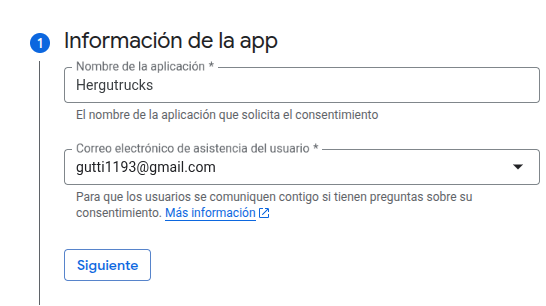 1 Información de la app
Nombre de la aplicación *
Hergutrucks
El nombre de la aplicación que solicita el consentimiento
Correo electrónico de asistencia del usuario *
gutti1193@gmail.com
Para que los usuarios se comuniquen contigo si tienen preguntas sobre su
consentimiento. Más información
Siguiente